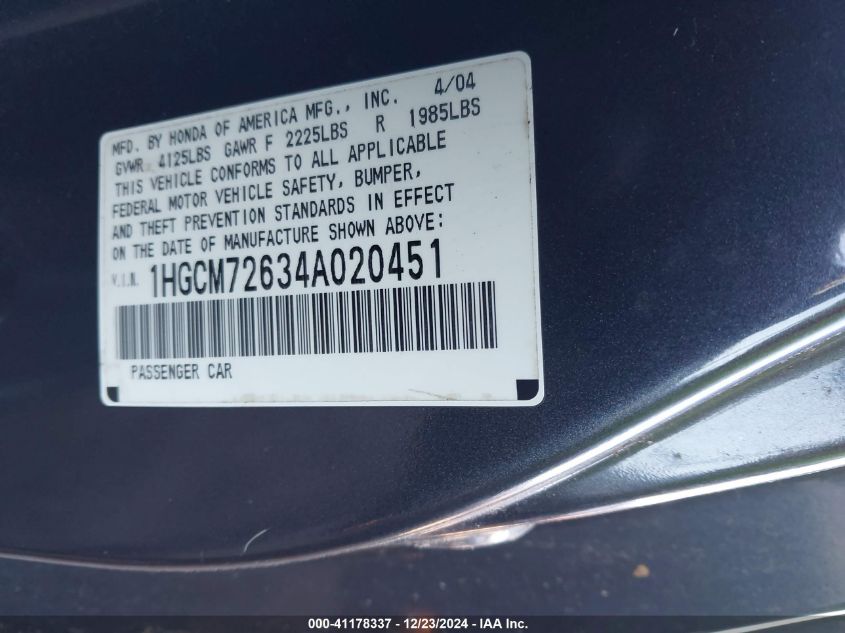 MFD. BY HONDA OF AMERICA MFG., INC. 4/04
GVWR 4125LBS GAWR F 2225LBS R 1985LBS
THIS VEHICLE CONFORMS TO ALL APPLICABLE
FEDERAL MOTOR VEHICLE SAFETY, BUMPER,
AND THEFT PREVENTION STANDARDS IN EFFECT
ON THE DATE OF MANUFACTURE SHOWN ABOVE:
V.I.N. 1HGCM72634A020451
PASSENGER CAR
000-41178337 - 12/23/2024 - IAA Inc.